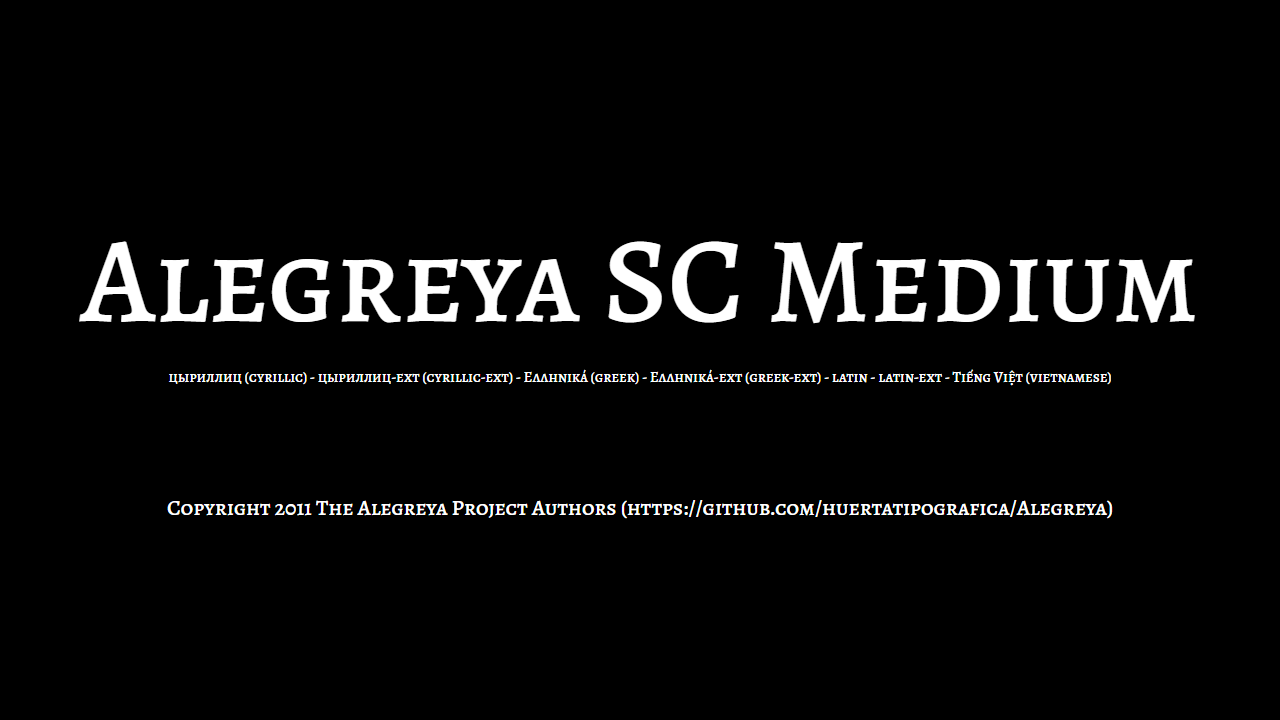 Alegreya SC Medium
цыриллиц (cyrillic) - цыриллиц-ext (cyrillic-ext) - Ελληνικά (greek) - Ελληνικά-ext (greek-ext) - latin - latin-ext - Tiếng Việt (vietnamese)
Copyright 2011 The Alegreya Project Authors (https://github.com/huertatipografica/Alegreya)